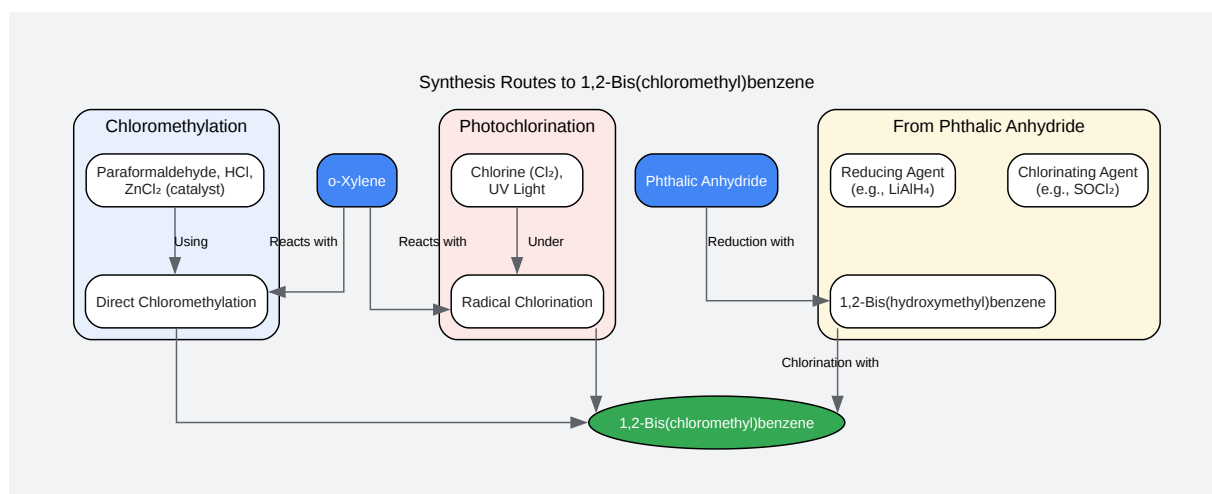 Synthesis Routes to 1,2-Bis(chloromethyl)benzene
Chloromethylation
Paraformaldehyde, HCl,
ZnCl₂ (catalyst)
Using
Direct Chloromethylation
o-Xylene
Reacts with
Reacts with
Photochlorination
Chlorine (Cl₂),
UV Light
Under
Radical Chlorination
Phthalic Anhydride
Reduction with
From Phthalic Anhydride
Reducing Agent
(e.g., LiAlH₄)
Chlorinating Agent
(e.g., SOCl₂)
1,2-Bis(hydroxymethyl)benzene
Chlorination with
1,2-Bis(chloromethyl)benzene